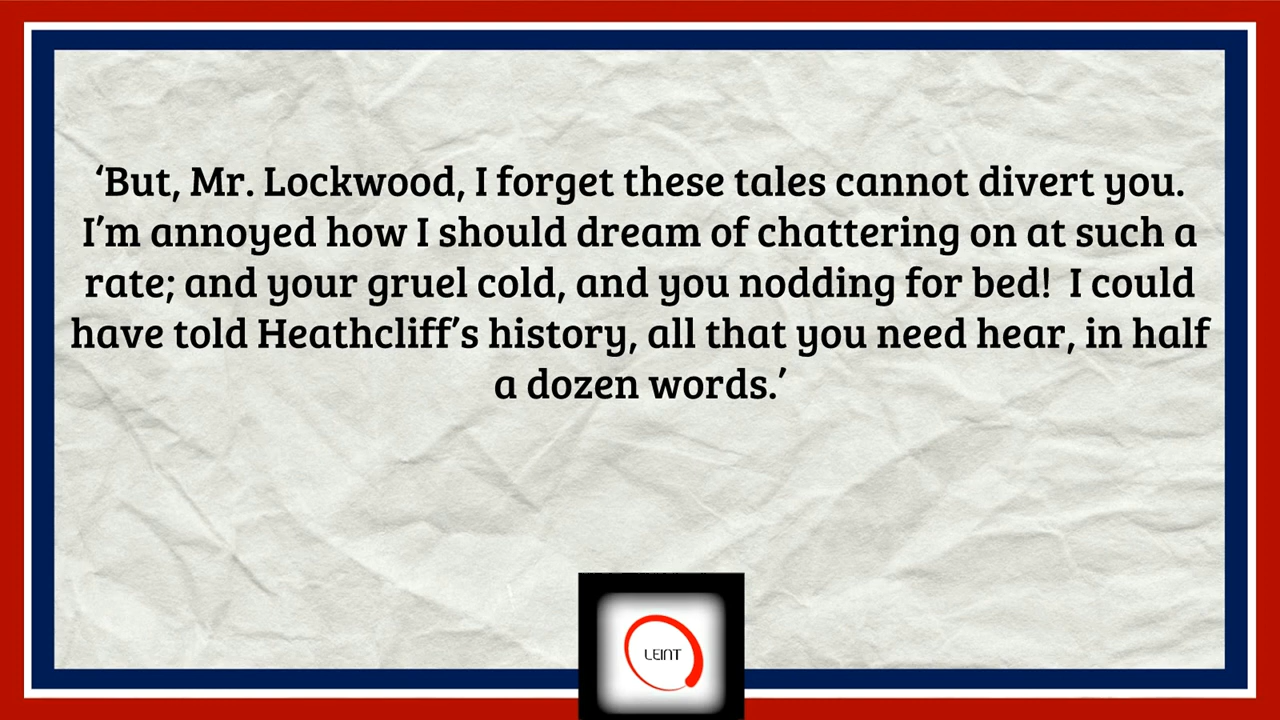 ‘But, Mr. Lockwood, I forget these tales cannot divert you.
I’m annoyed how I should dream of chattering on at such a
rate; and your gruel cold, and you nodding for bed!  I could
have told Heathcliff’s history, all that you need hear, in half
a dozen words.’
LEINT